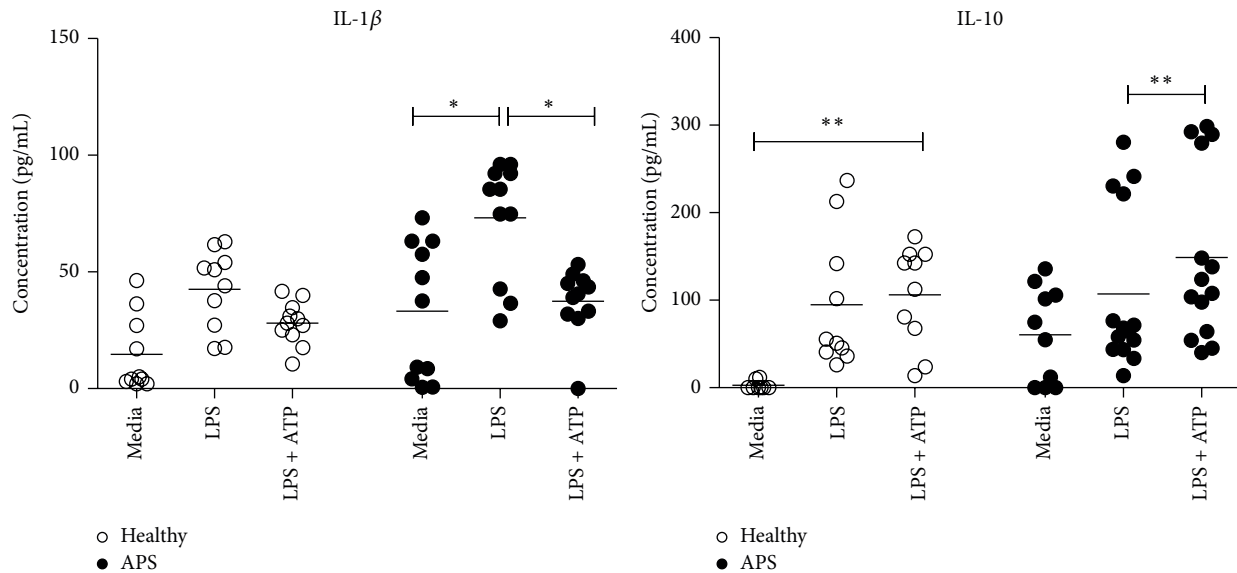 IL-1β
Concentration (pg/mL)
150
100
50
0
*
*
Media
LPS
LPS + ATP
Media
LPS
LPS + ATP
Healthy
APS
IL-10
Concentration (pg/mL)
400
300
200
100
0
**
**
Media
LPS
LPS + ATP
Media
LPS
LPS + ATP
Healthy
APS